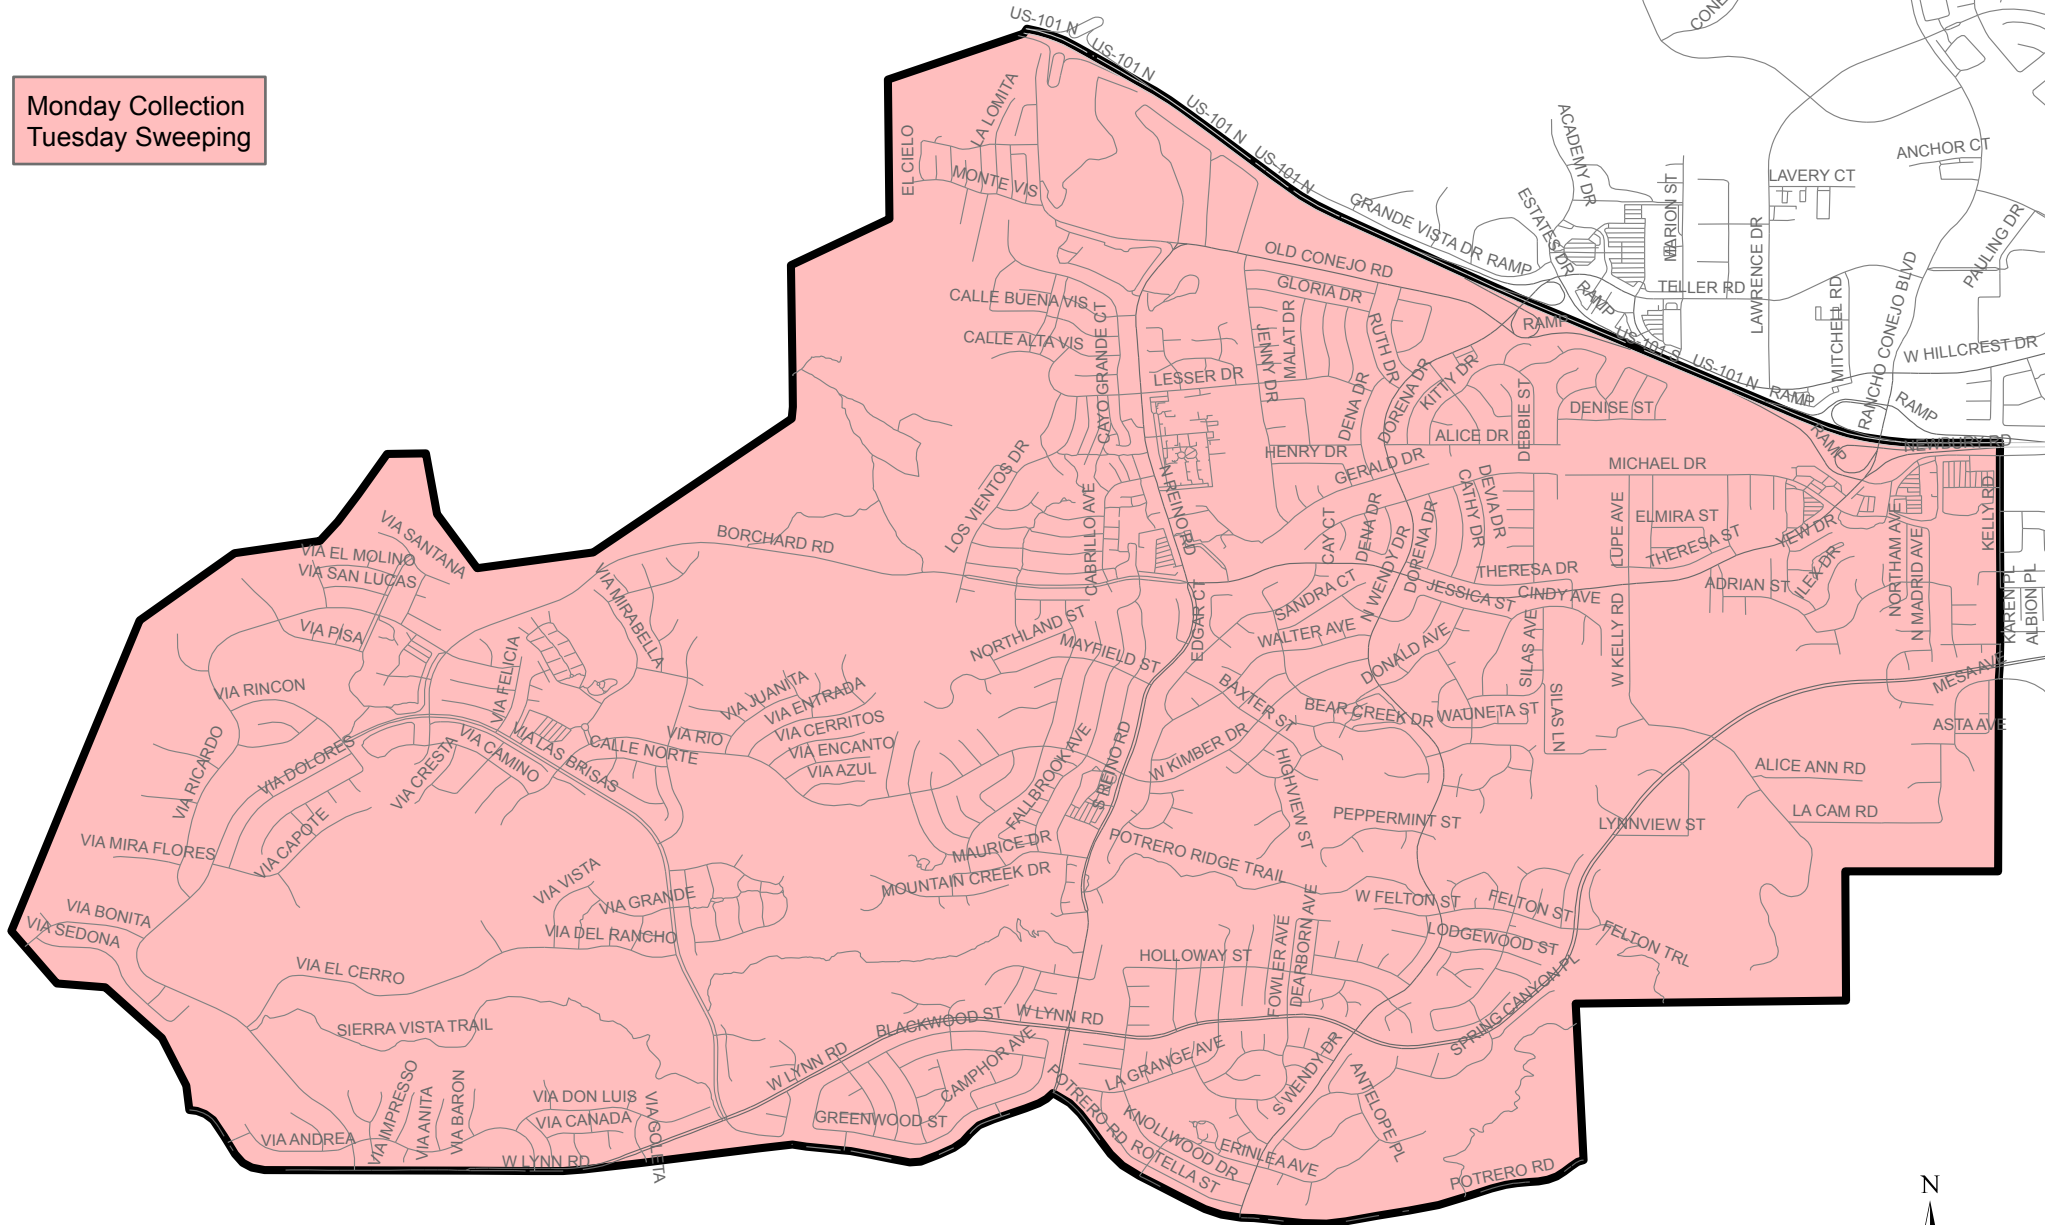 Monday Collection
Tuesday Sweeping
US-101 N
US-101 N
US-101 N
US-101 N
CONE
LA LOMITA
EL CIELO
MONTE VIS
ACADEMY DR
ANCHOR CT
LAVERY CT
MARION ST
ESTATES DR
GRANDE VISTA DR
RAMP
LAWRENCE DR
PAULING DR
OLD CONEJO RD
TELLER RD
MITCHELL RD
RANCHO CONEJO BLVD
CALLE BUENA VIS
GLORIA DR
RAMP
RAMP
US-101 S
US-101 N
W HILLCREST DR
CALLE ALTA VIS
CAYO GRANDE CT
JENNY DR
MALAT DR
RUTH DR
LESSER DR
DENA DR
DORENA DR
KITTY DR
DEBBIE ST
DENISE ST
RAMP
RAMP
RAMP
NEWBURY RD
ALICE DR
HENRY DR
GERALD DR
MICHAEL DR
LOS VIENTOS DR
N REINO RD
CABRILLO AVE
CATHY DR
DEVIA DR
KELLY RD
BORCHARD RD
CAY CT
DENA DR
N WENDY DR
DORENA DR
LUPE AVE
ELMIRA ST
THERESA ST
YEW DR
NORTHAM AVE
N MADRID AVE
VIA SANTANA
VIA EL MOLINO
VIA SAN LUCAS
VIA MIRABELLA
THERESA DR
JESSICA ST
CINDY AVE
ADRIAN ST
ILEX DR
KAREN PL
ALBION PL
SANDRA CT
EDGAR CT
NORTHLAND ST
MAYFIELD ST
WALTER AVE
DONALD AVE
SILAS AVE
W KELLY RD
VIA PISA
VIA FELICIA
VIA RINCON
VIA JUANITA
VIA ENTRADA
VIA CERRITOS
VIA ENCANTO
VIA AZUL
BAXTER ST
BEAR CREEK DR
WAUNETA ST
SILAS LN
MESA AVE
ASTA AVE
VIA RICARDO
VIA DOLORES
VIA CRESTA
VIA CAMINO
VIA LAS BRISAS
CALLE NORTE
VIA RIO
W KIMBER DR
HIGHVIEW ST
ALICE ANN RD
LA CAM RD
VIA CAPOTE
VIA MIRA FLORES
FALLBROOK AVE
S REINO RD
MAURICE DR
MOUNTAIN CREEK DR
POTRERO RIDGE TRAIL
PEPPERMINT ST
LYNNVIEW ST
VIA VISTA
VIA GRANDE
VIA DEL RANCHO
VIA BONITA
VIA SEDONA
W FELTON ST
FELTON ST
LODGEWOOD ST
FELTON TRL
VIA EL CERRO
HOLLOWAY ST
FOWLER AVE
DEARBORN AVE
SPRING CANYON PL
SIERRA VISTA TRAIL
BLACKWOOD ST
W LYNN RD
W LYNN RD
CAMPHOR AVE
LA GRANGE AVE
S WENDY DR
ANTELOPE PL
VIA IMPRESSO
VIA ANITA
VIA BARON
VIA DON LUIS
VIA CANADA
VIA GOLETA
GREENWOOD ST
VIA ANDREA
W LYNN RD
POTRERO RD
KNOLLWOOD DR
ROTELLA ST
ERINLEA AVE
POTRERO RD
N